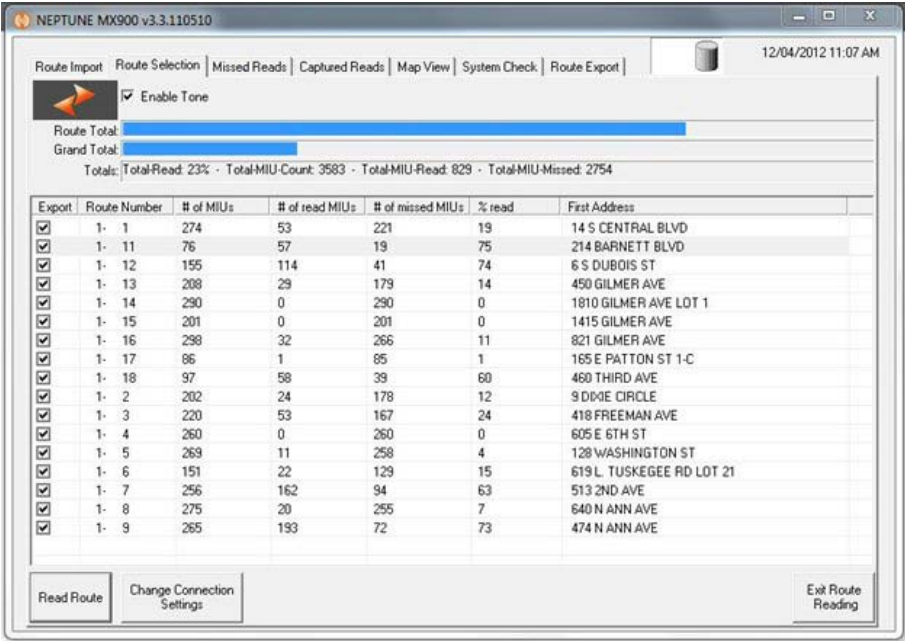 NEPTUNE MX900 v3.3.110510
12/04/2012 11:07 AM
Route Import Route Selection Missed Reads Captured Reads Map View System Check Route Export
Enable Tone
Route Total:
Grand Total:
Totals: Total-Read: 23% - Total-MIU-Count: 3583 - Total-MIU-Read: 829 - Total-MIU-Missed: 2754
Export Route Number # of MIUs # of read MIUs # of missed MIUs % read First Address
1- 1 274 53 221 19 14 S CENTRAL BLVD
1- 11 76 57 19 75 214 BARNETT BLVD
1- 12 155 114 41 74 6 S DUBOIS ST
1- 13 208 29 179 14 450 GILMER AVE
1- 14 290 0 290 0 1810 GILMER AVE LOT 1
1- 15 201 0 201 0 1415 GILMER AVE
1- 16 298 32 266 11 821 GILMER AVE
1- 17 86 1 85 1 165 E PATTON ST 1-C
1- 18 97 58 39 60 460 THIRD AVE
1- 2 202 24 178 12 9 DIXIE CIRCLE
1- 3 220 53 167 24 418 FREEMAN AVE
1- 4 260 0 260 0 605 E 6TH ST
1- 5 269 11 258 4 128 WASHINGTON ST
1- 6 151 22 129 15 619 L. TUSKEGEE RD LOT 21
1- 7 256 162 94 63 513 2ND AVE
1- 8 275 20 255 7 640 N ANN AVE
1- 9 265 193 72 73 474 N ANN AVE
Read Route
Change Connection
Settings
Exit Route
Reading